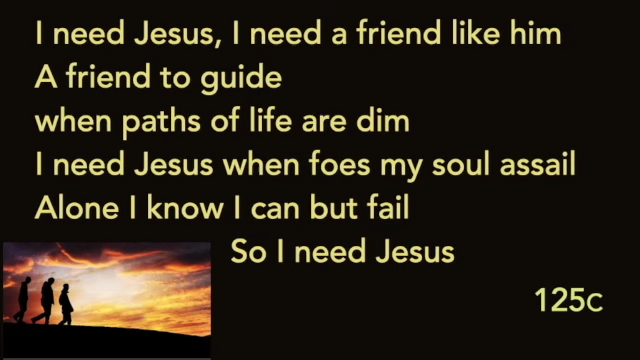 I need Jesus, I need a friend like him
A friend to guide
when paths of life are dim
I need Jesus when foes my soul assail
Alone I know I can but fail
So I need Jesus
125c